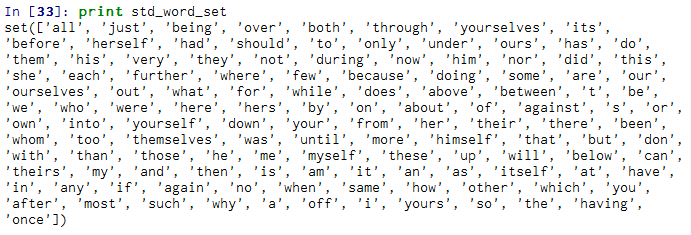 In [33]: print std_word_set
set(['all', 'just', 'being', 'over', 'both', 'through', 'yourselves', 'its',
'before', 'herself', 'had', 'should', 'to', 'only', 'under', 'ours', 'has', 'do',
'them', 'his', 'very', 'they', 'not', 'during', 'now', 'him', 'nor', 'did', 'this',
'she', 'each', 'further', 'where', 'few', 'because', 'doing', 'some', 'are', 'our',
'ourselves', 'out', 'what', 'for', 'while', 'does', 'above', 'between', 't', 'be',
'we', 'who', 'were', 'here', 'hers', 'by', 'on', 'about', 'of', 'against', 's', 'or',
'own', 'into', 'yourself', 'down', 'your', 'from', 'her', 'their', 'there', 'been',
'whom', 'too', 'themselves', 'was', 'until', 'more', 'himself', 'that', 'but', 'don',
'with', 'than', 'those', 'he', 'me', 'myself', 'these', 'up', 'will', 'below', 'can',
'theirs', 'my', 'and', 'then', 'is', 'am', 'it', 'an', 'as', 'itself', 'at', 'have',
'in', 'any', 'if', 'again', 'no', 'when', 'same', 'how', 'other', 'which', 'you',
'after', 'most', 'such', 'why', 'a', 'off', 'i', 'yours', 'so', 'the', 'having',
'once'])